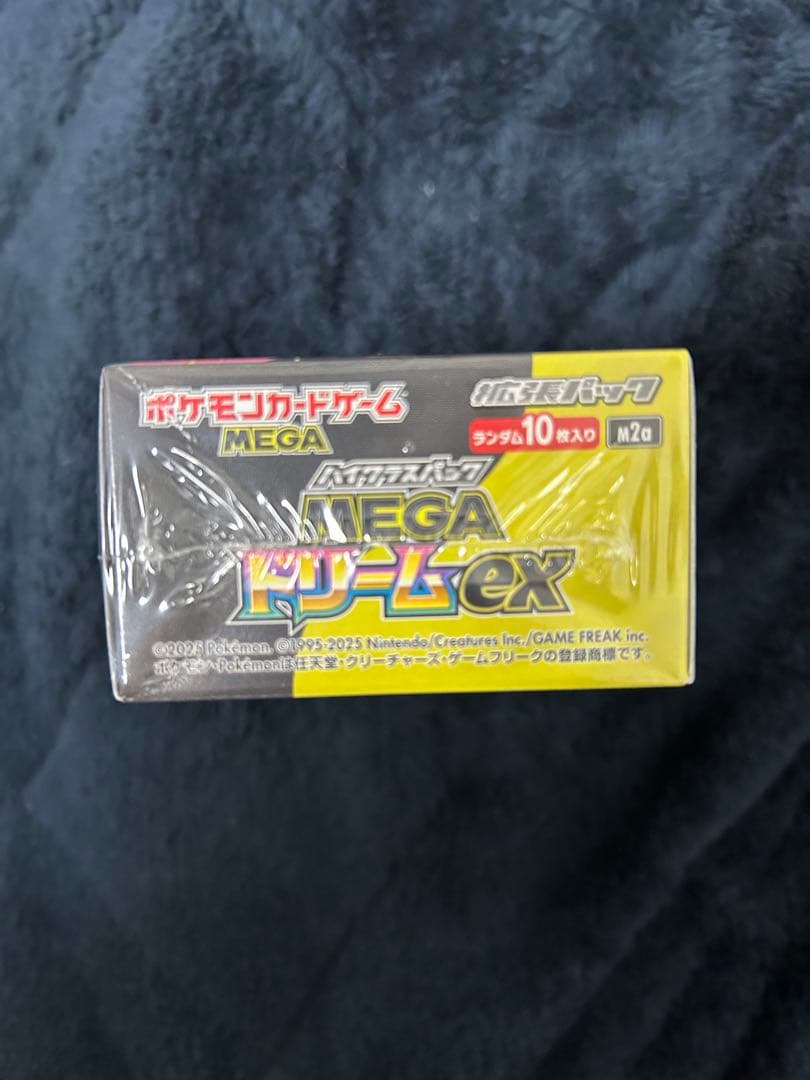 ポケモンカードゲーム
MEGA
拡張パック
ランダム10枚入り
M2a
ハイクラスパック
MEGA
ドリームex
©2025 Pokémon. ©1995-2025 Nintendo/Creatures Inc./GAME FREAK inc.
ポケモン・Pokémonは任天堂・クリーチャーズ・ゲームフリークの登録商標です。